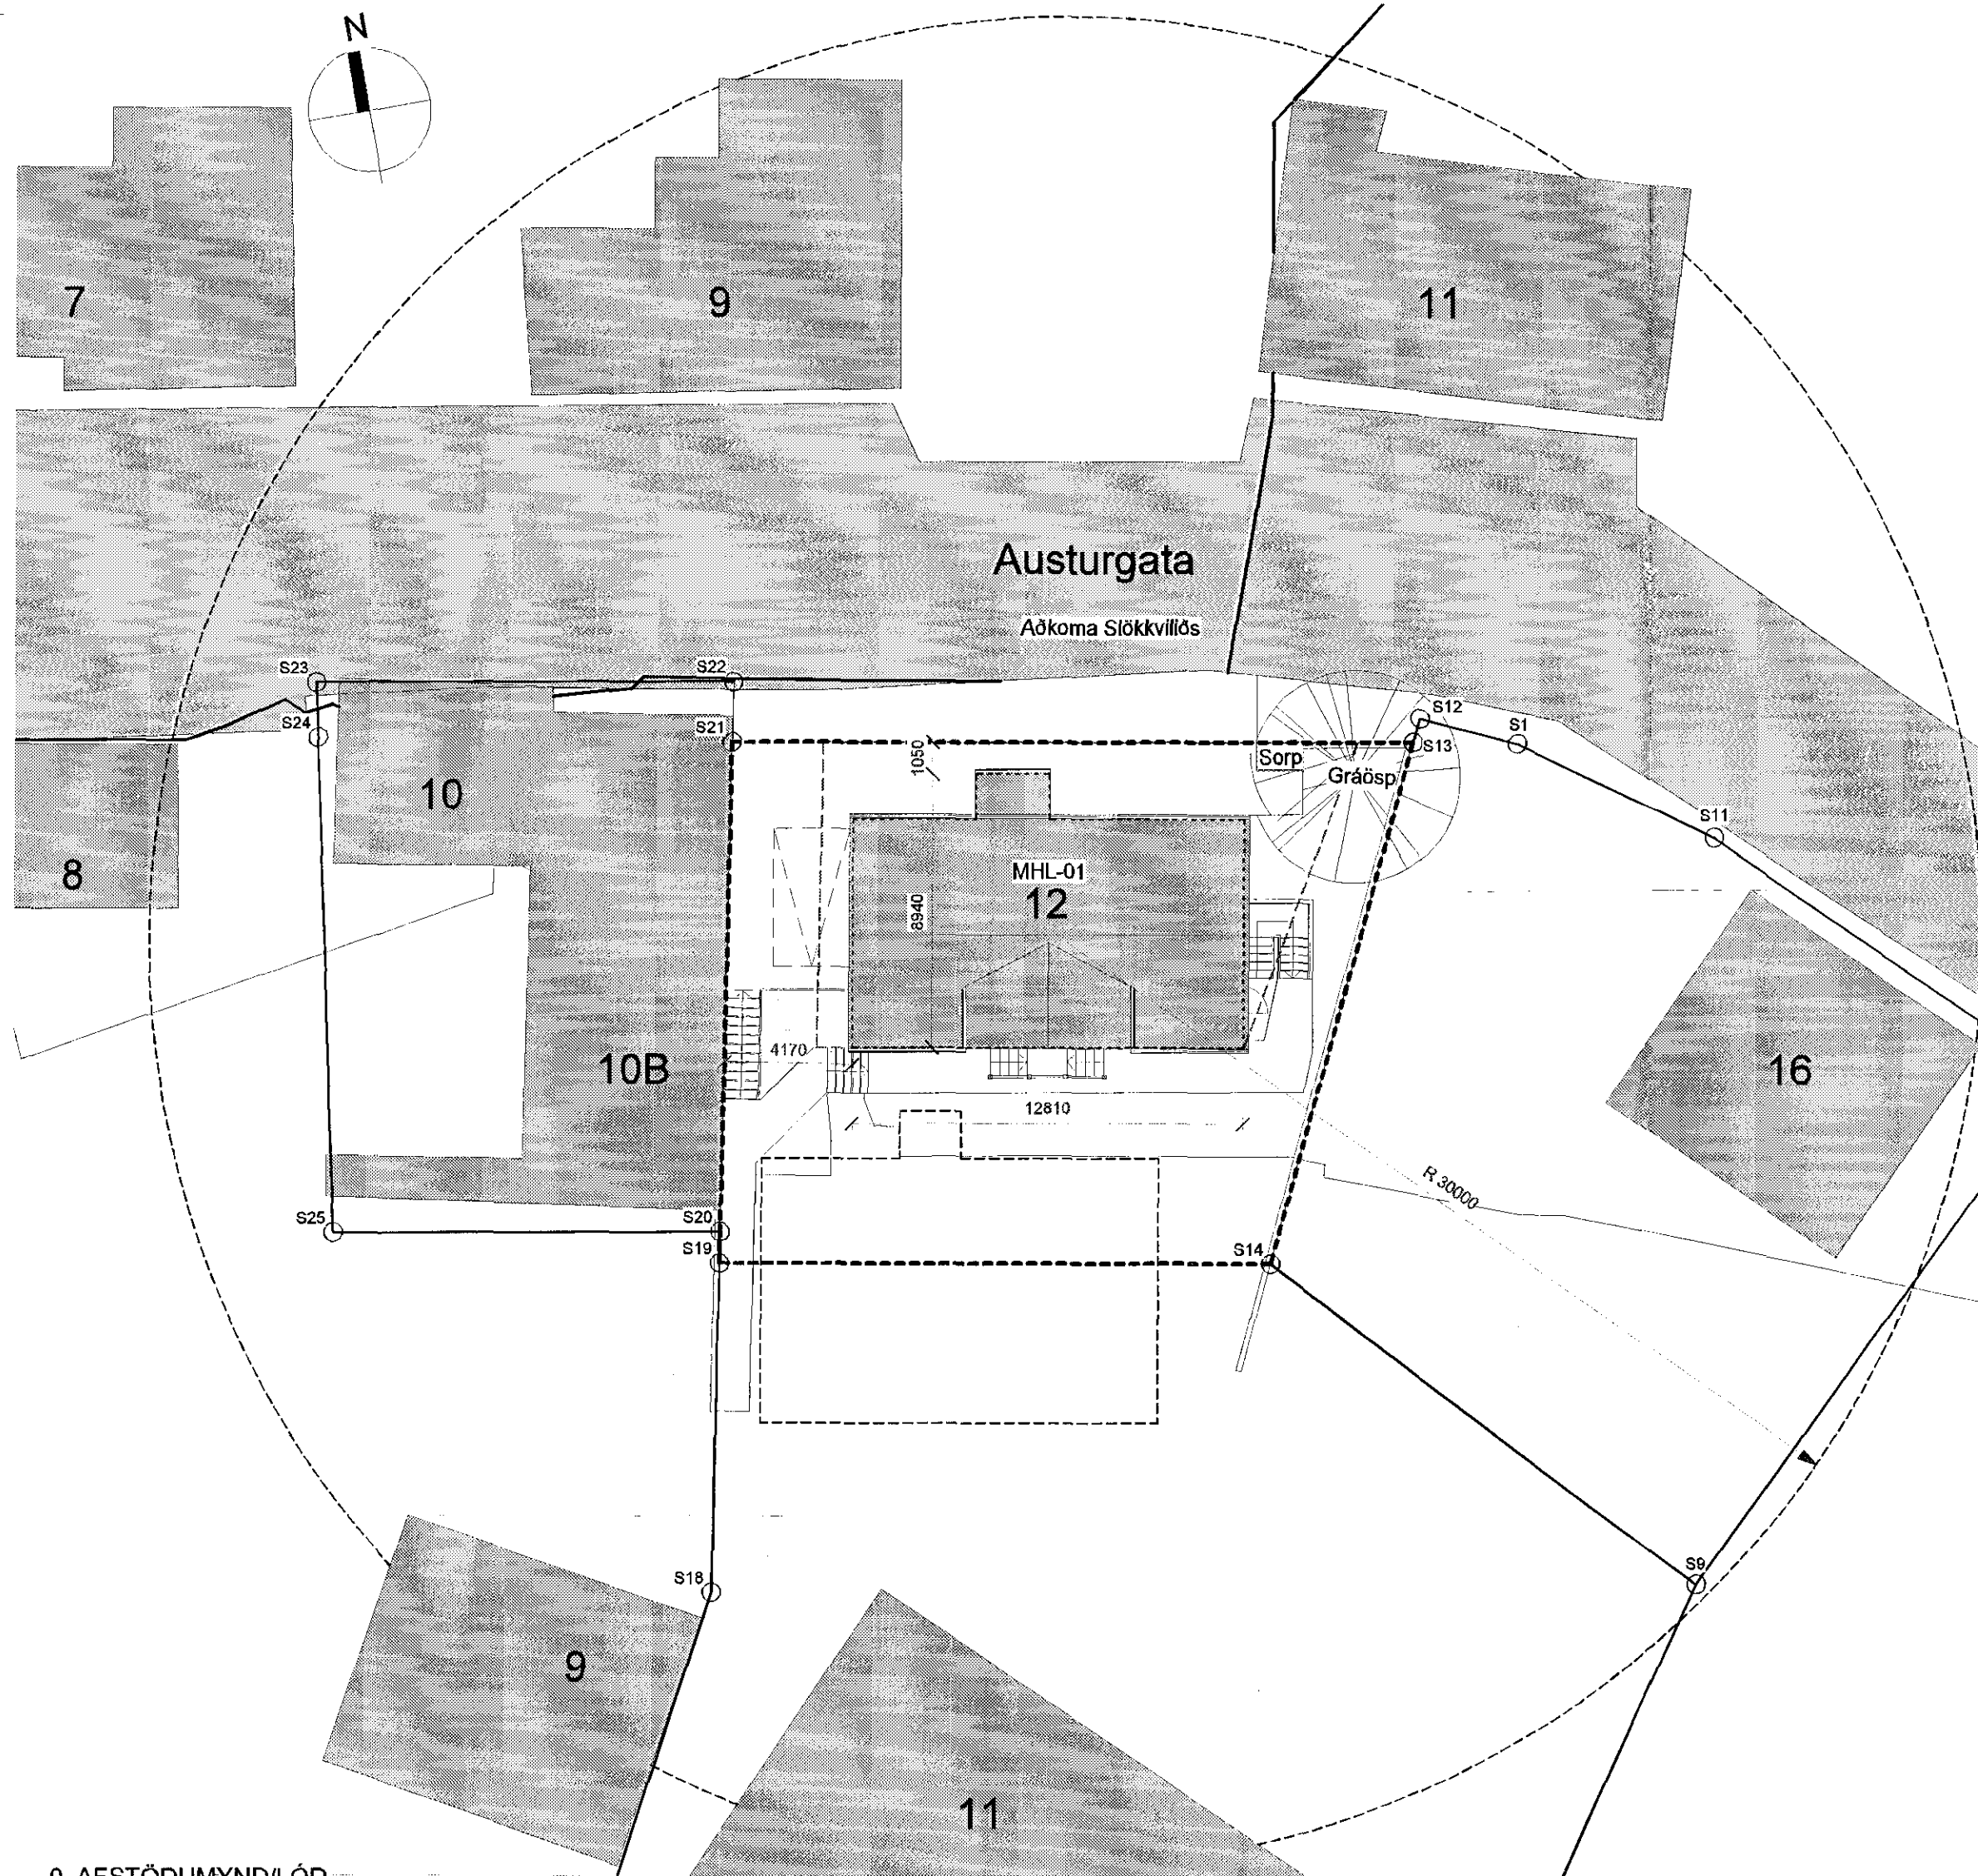 N
7
9
11
Austurgata
Aðkoma Slökkviliðs
S23
S22
S12
S24
S21
S13
S1
1050
Sorp
Gráösp
10
S11
8
MHL-01
12
8940
10B
4170
16
12810
R 30000
S25
S20
S19
S14
S18
S9
9
11